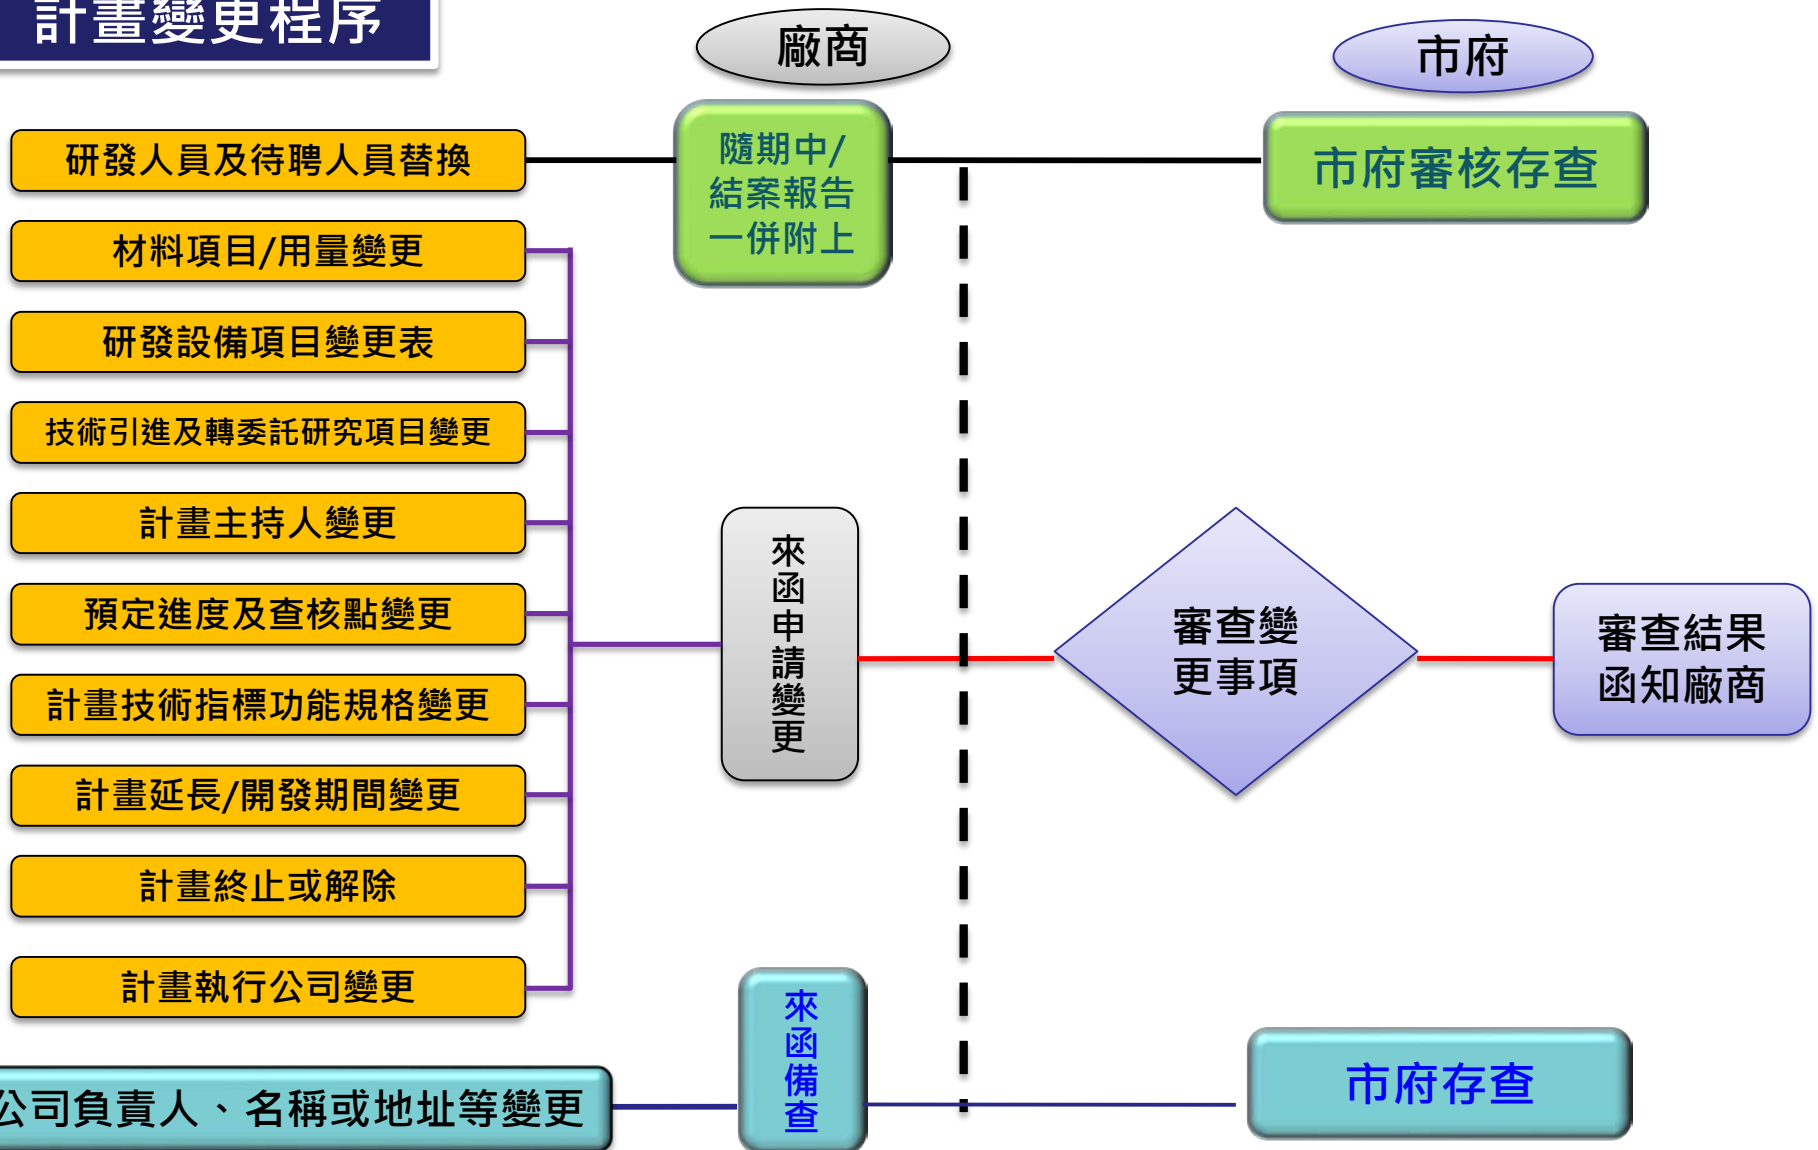 計畫變更程序
廠商
市府
研發人員及待聘人員替換
隨期中/
結案報告
一併附上
市府審核存查
材料項目/用量變更
研發設備項目變更表
技術引進及轉委託研究項目變更
計畫主持人變更
預定進度及查核點變更
計畫技術指標功能規格變更
計畫延長/開發期間變更
計畫終止或解除
計畫執行公司變更
來函申請變更
審查變
更事項
審查結果
函知廠商
公司負責人、名稱或地址等變更
來函備查
市府存查